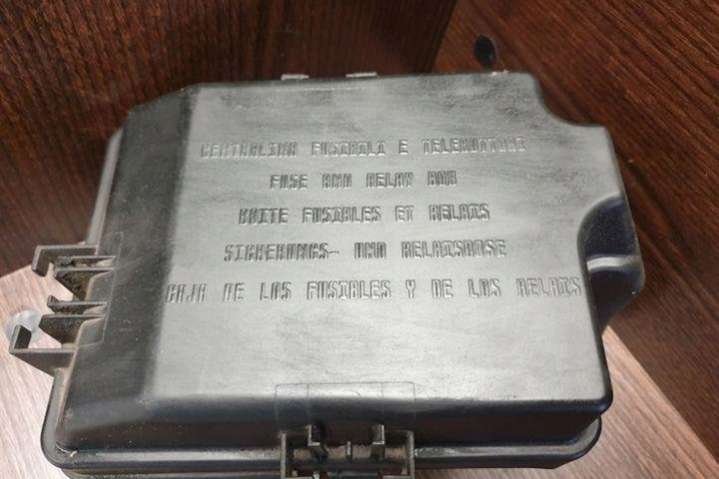 CENTRALINA FUSIBILI E TELERUTTORI
FUSE AND RELAY BOX
BOITE FUSIBLES ET RELAIS
SICHERUNGS- UND RELAISDOSE
CAJA DE LOS FUSIBLES Y DE LOS RELAIS